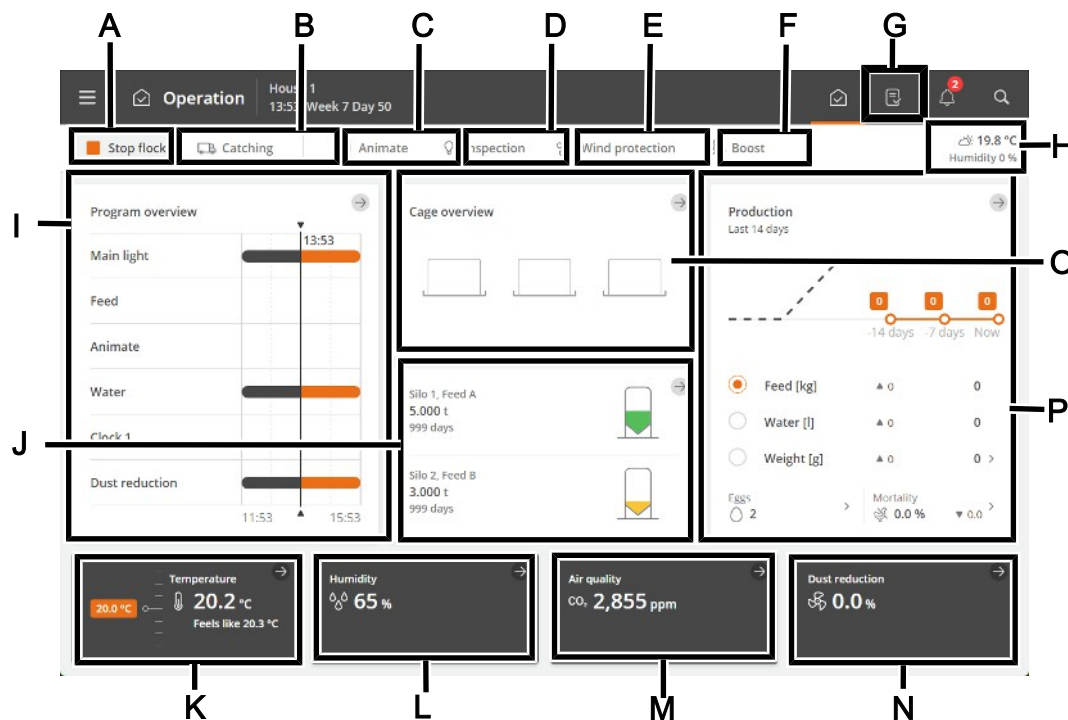 A B C D E F G
Operation
House 1
13:53 Week 7 Day 50
2
Stop flock Catching Animate Inspection Wind protection Boost
19.8 °C
Humidity 0 %
H
I
Program overview
13:53
Main light
Feed
Animate
Water
Clock 1
Dust reduction
11:53 15:53
Cage overview
O
J
Silo 1, Feed A
5.000 t
999 days
Silo 2, Feed B
3.000 t
999 days
Production
Last 14 days
0 0 0
-14 days -7 days Now
Feed [kg] ▲ 0 0
P
Water [l] ▲ 0 0
Weight [g] ▲ 0 0 >
Eggs
2 >
Mortality
0.0 % ▼ 0.0 >
Temperature
20.0 °C
20.2 °C
Feels like 20.3 °C
Humidity
65 %
Air quality
CO₂ 2,855 ppm
Dust reduction
0.0 %
K L M N